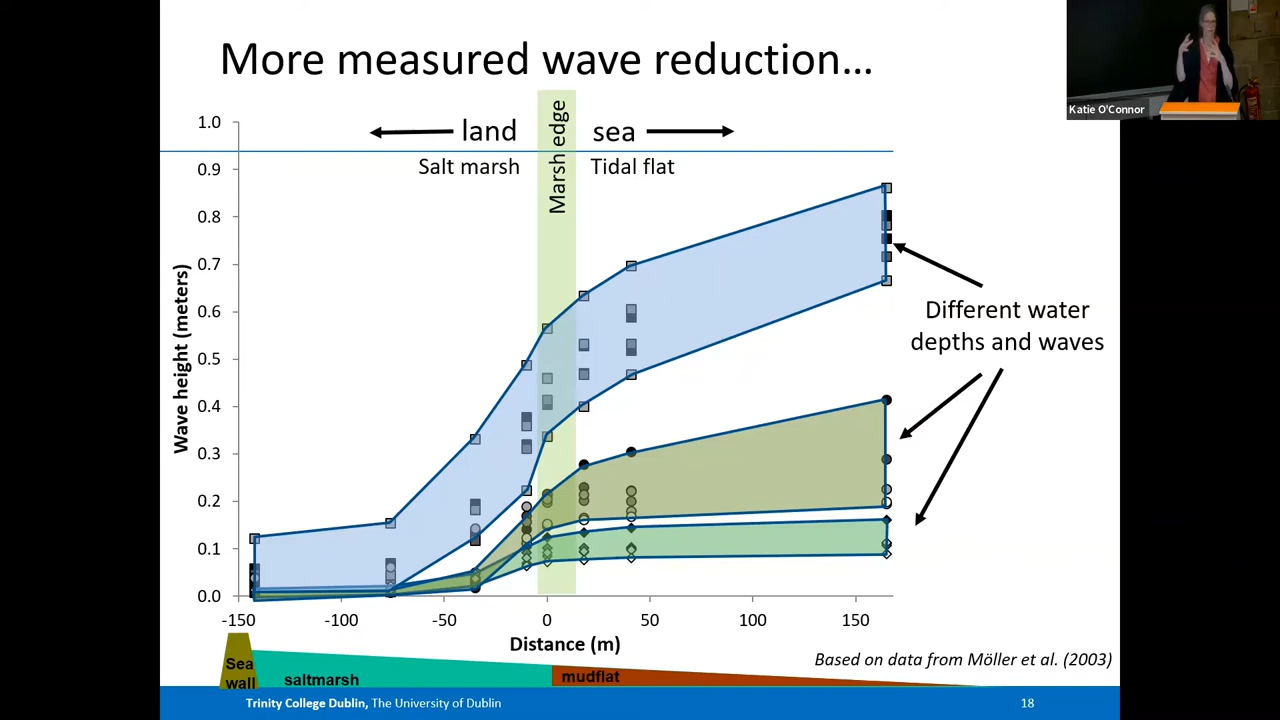 More measured wave reduction...
Katie O'Connor
land
sea
Salt marsh
Tidal flat
Marsh edge
Wave height (meters)
1.0
0.9
0.8
0.7
0.6
0.5
0.4
0.3
0.2
0.1
0.0
Different water
depths and waves
-150
-100
-50
0
50
100
150
Distance (m)
Sea
wall
saltmarsh
mudflat
Based on data from Möller et al. (2003)
Trinity College Dublin, The University of Dublin
18